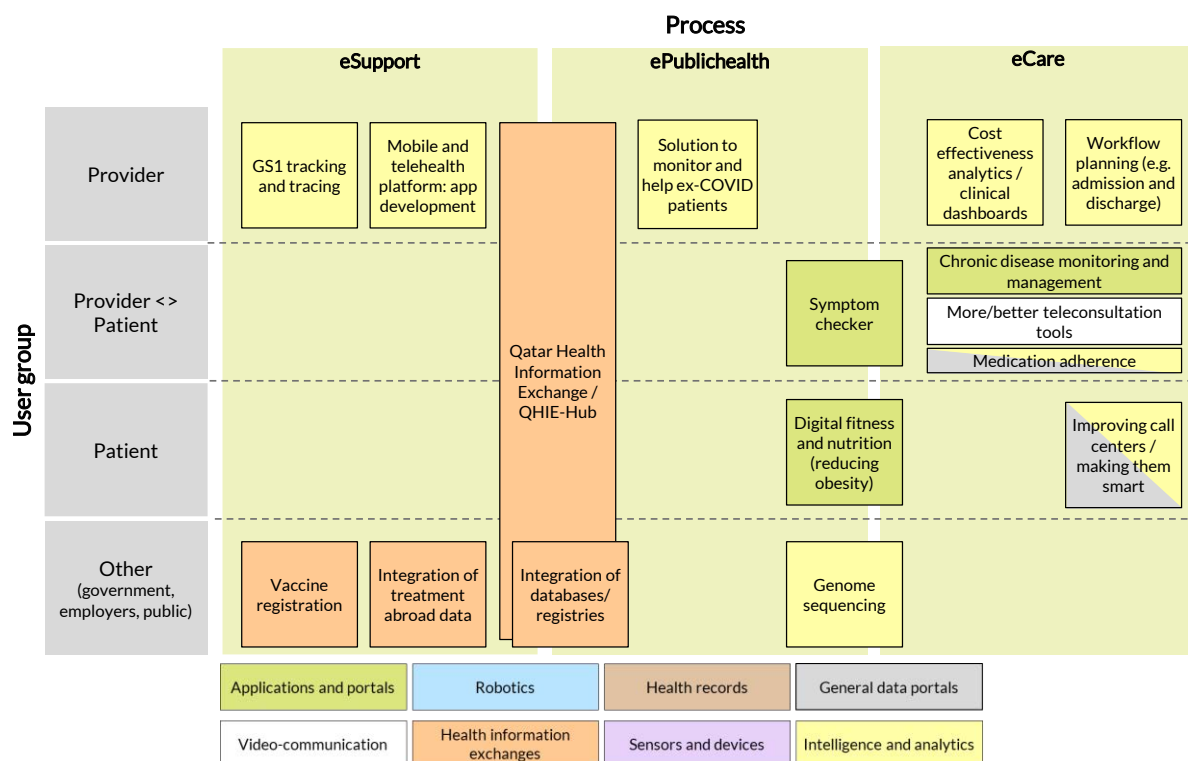 Process
eSupport
ePublichealth
eCare
User group
Provider
GS1 tracking
and tracing
Mobile and
telehealth
platform: app
development
Solution to
monitor and
help ex-COVID
patients
Cost
effectiveness
analytics /
clinical
dashboards
Workflow
planning (e.g.
admission and
discharge)
Provider <>
Patient
Qatar Health
Information
Exchange /
QHIE-Hub
Symptom
checker
Chronic disease monitoring and
management
More/better teleconsultation
tools
Medication adherence
Patient
Digital fitness
and nutrition
(reducing
obesity)
Improving call
centers /
making them
smart
Other
(government,
employers, public)
Vaccine
registration
Integration of
treatment
abroad data
Integration of
databases/
registries
Genome
sequencing
Applications and portals
Robotics
Health records
General data portals
Video-communication
Health information
exchanges
Sensors and devices
Intelligence and analytics